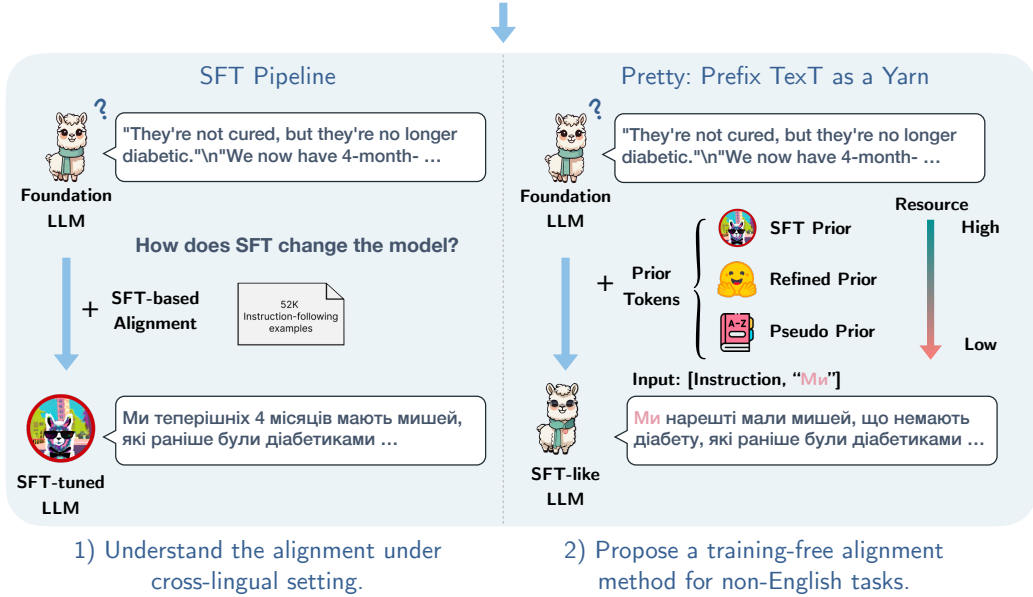 SFT Pipeline
?
"They're not cured, but they're no longer
diabetic."\n"We now have 4-month- ...
Foundation
LLM
How does SFT change the model?
+
SFT-based
Alignment
52K
Instruction-following
examples
Ми теперішніх 4 місяців мають мишей,
які раніше були діабетиками ...
SFT-tuned
LLM
1) Understand the alignment under
cross-lingual setting.
Pretty: Prefix TexT as a Yarn
?
"They're not cured, but they're no longer
diabetic."\n"We now have 4-month- ...
Foundation
LLM
+
Prior
Tokens
SFT Prior
Refined Prior
A-Z
Pseudo Prior
Resource
High
Low
Input: [Instruction, “Ми”]
Ми нарешті мали мишей, що немають
діабету, які раніше були діабетиками ...
SFT-like
LLM
2) Propose a training-free alignment
method for non-English tasks.